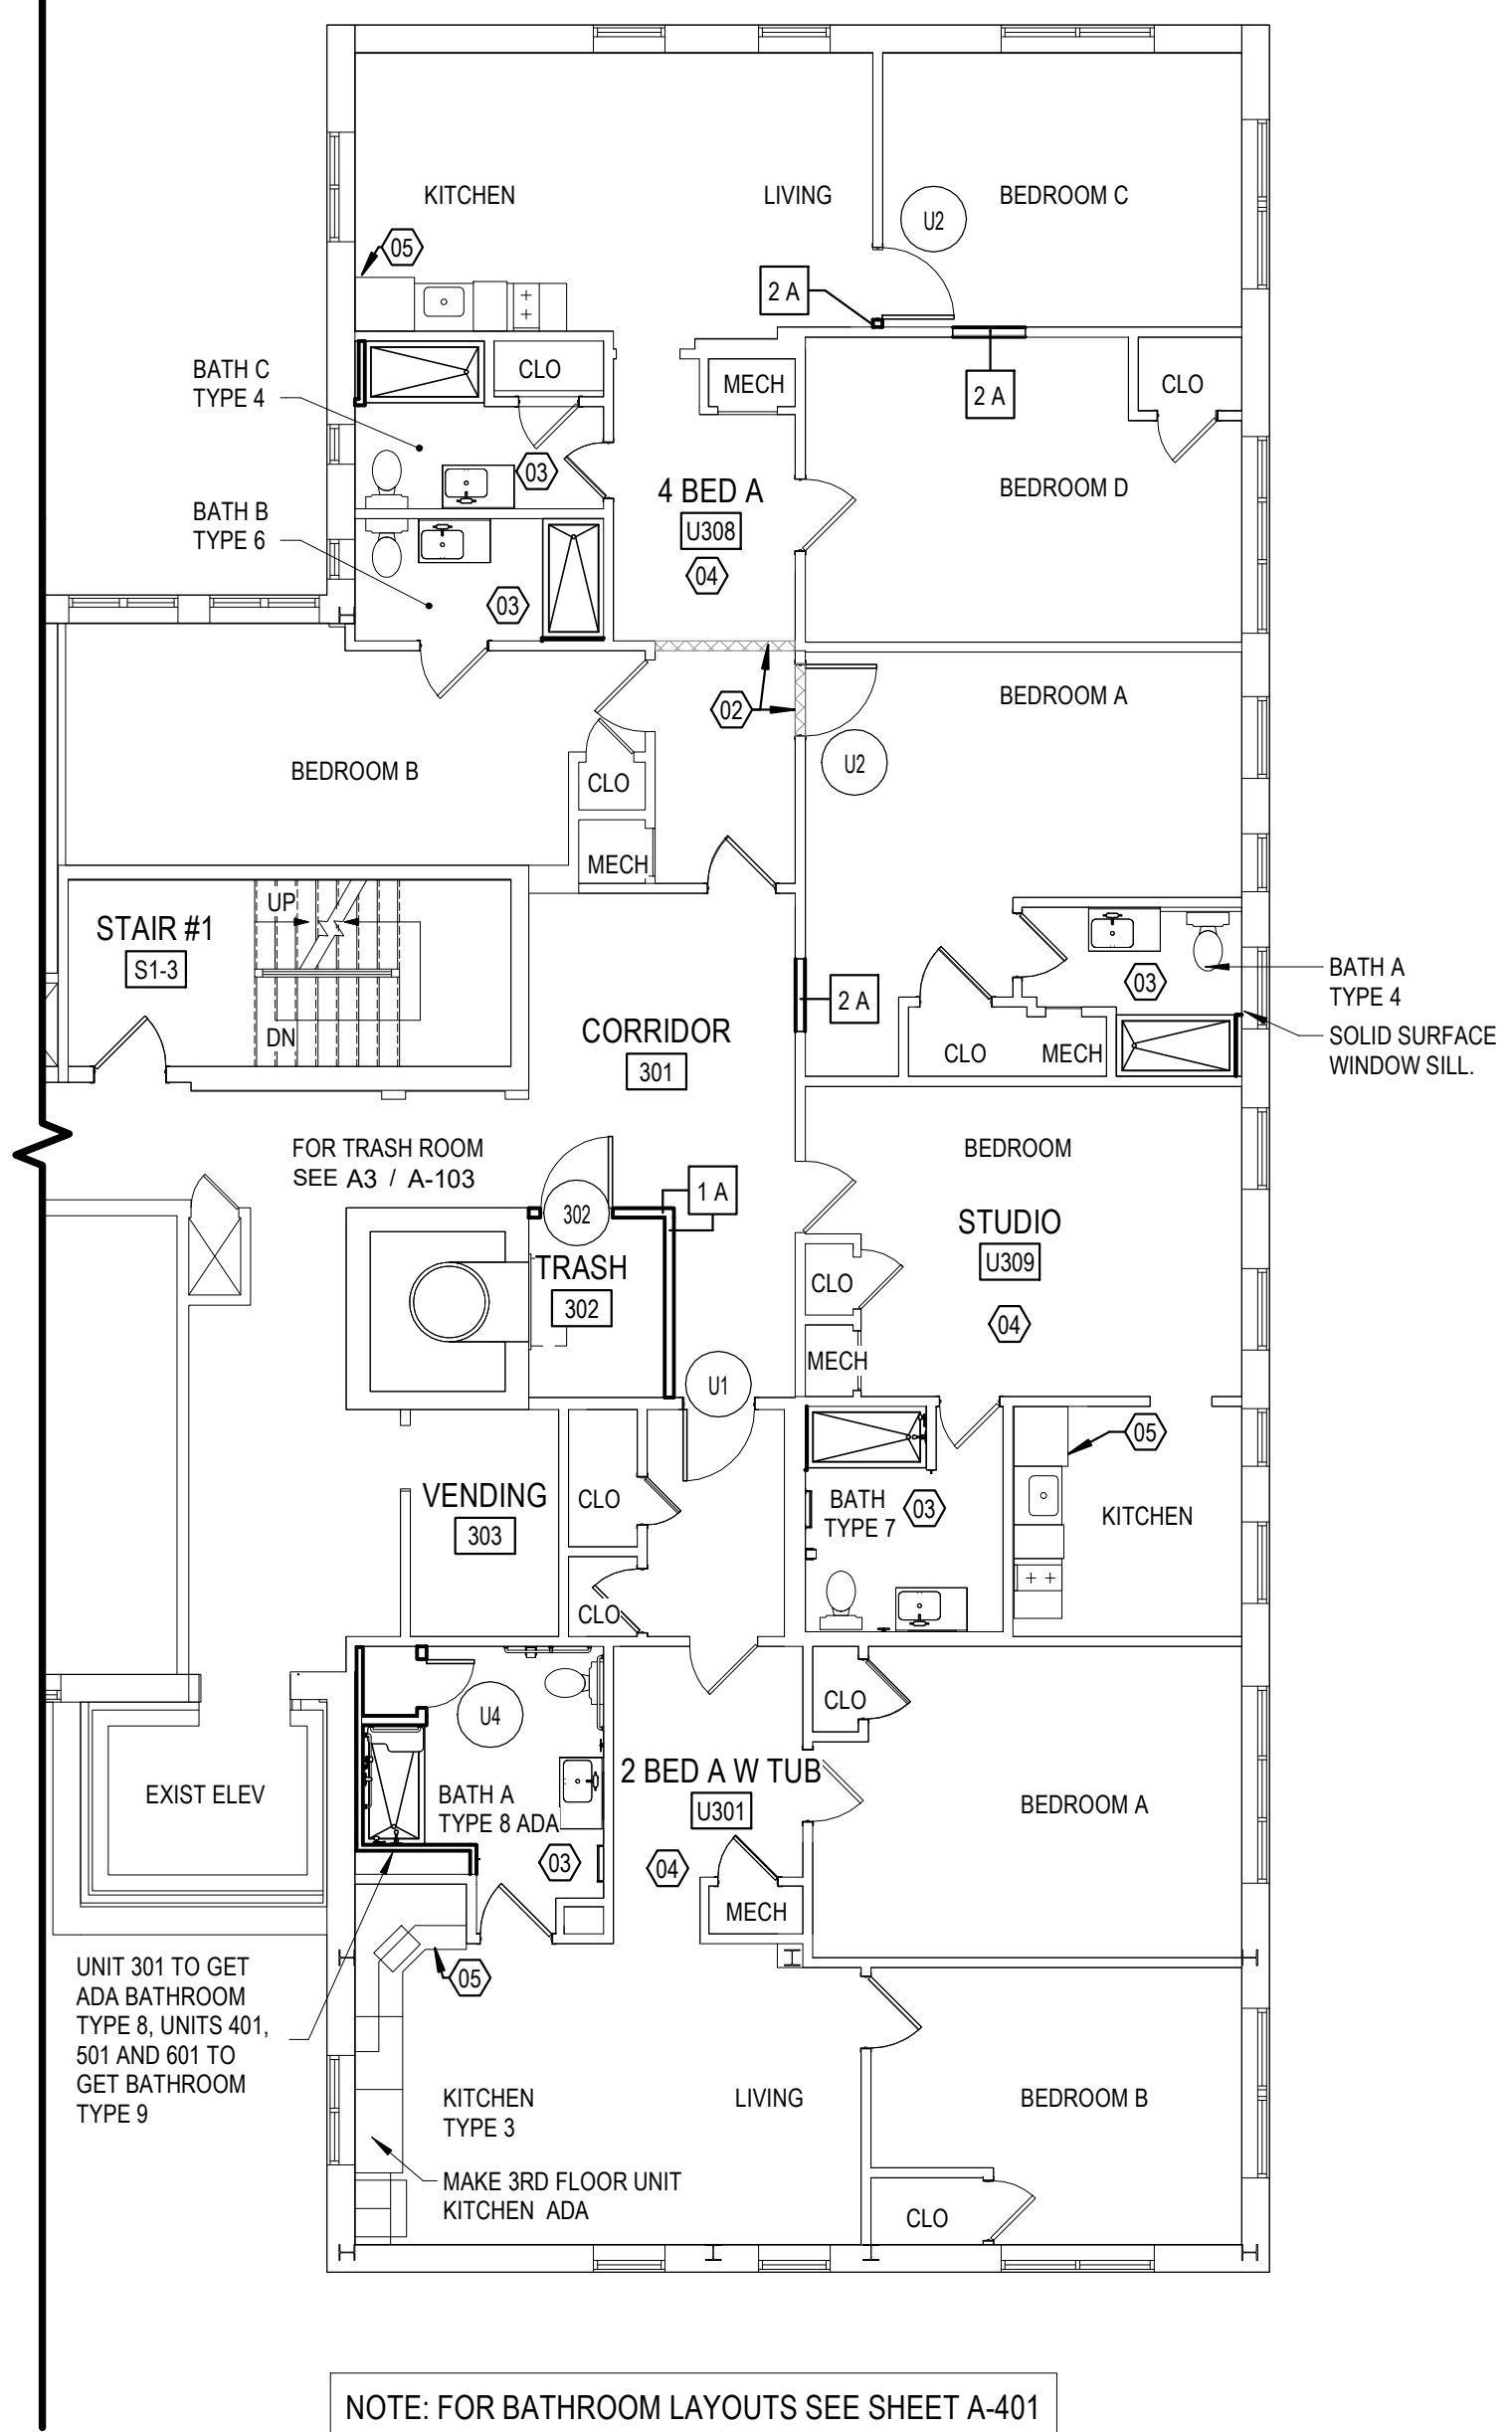 KITCHEN
LIVING
BEDROOM C
U2
05
2 A
BATH C
TYPE 4
CLO
MECH
2 A
CLO
03
4 BED A
U308
04
BEDROOM D
BATH B
TYPE 6
03
02
BEDROOM A
U2
BEDROOM B
CLO
MECH
STAIR #1
S1-3
UP
DN
CORRIDOR
301
2 A
03
BATH A
TYPE 4
CLO
MECH
SOLID SURFACE
WINDOW SILL.
FOR TRASH ROOM
SEE A3 / A-103
BEDROOM
1 A
302
TRASH
302
STUDIO
U309
04
CLO
MECH
U1
05
VENDING
303
CLO
BATH
TYPE 7
03
KITCHEN
CLO
U4
CLO
EXIST ELEV
BATH A
TYPE 8 ADA
03
2 BED A W TUB
U301
04
BEDROOM A
MECH
UNIT 301 TO GET
ADA BATHROOM
TYPE 8, UNITS 401,
501 AND 601 TO
GET BATHROOM
TYPE 9
05
KITCHEN
TYPE 3
LIVING
BEDROOM B
MAKE 3RD FLOOR UNIT
KITCHEN ADA
CLO
NOTE: FOR BATHROOM LAYOUTS SEE SHEET A-401